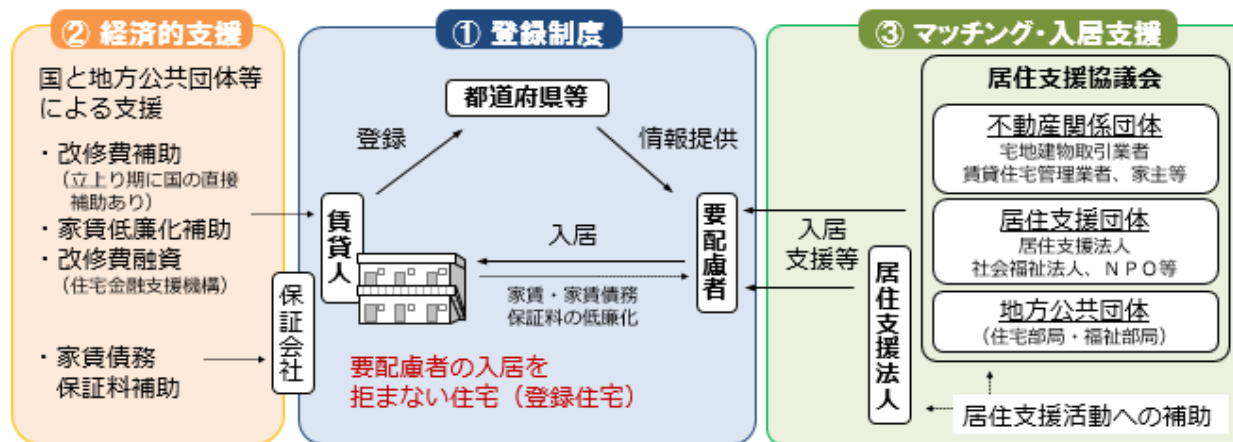 ② 経済的支援
国と地方公共団体等
による支援
・改修費補助
（立上り期に国の直接
補助あり）
・家賃低廉化補助
・改修費融資
（住宅金融支援機構）
・家賃債務
保証料補助
保証会社
① 登録制度
都道府県等
登録
情報提供
賃貸人
入居
要配慮者
家賃・家賃債務
保証料の低廉化
要配慮者の入居を
拒まない住宅（登録住宅）
③ マッチング・入居支援
居住支援協議会
不動産関係団体
宅地建物取引業者
賃貸住宅管理業者、家主等
居住支援団体
居住支援法人
社会福祉法人、ＮＰＯ等
地方公共団体
（住宅部局・福祉部局）
入居
支援等
居住支援法人
居住支援活動への補助